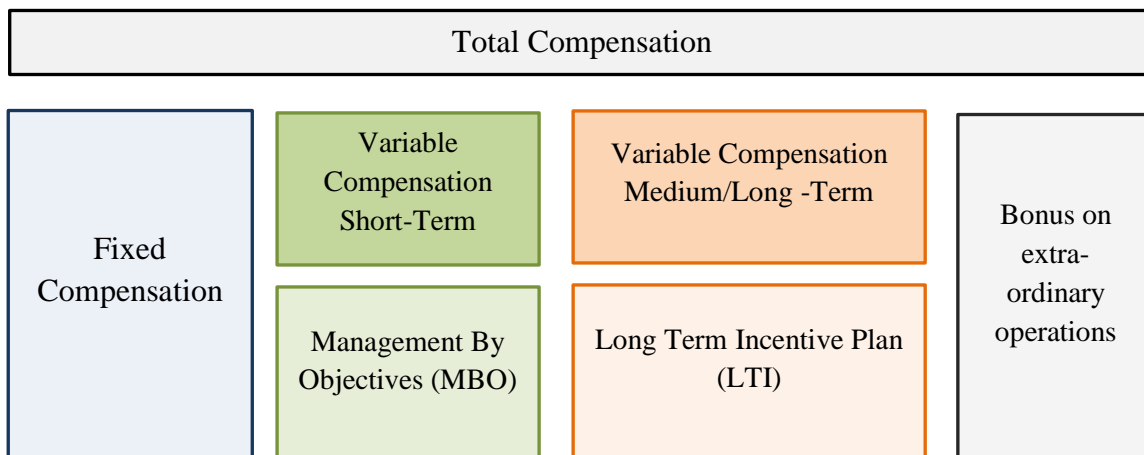 Total Compensation
Fixed
Compensation
Variable
Compensation
Short-Term
Management By
Objectives (MBO)
Variable Compensation
Medium/Long -Term
Long Term Incentive Plan
(LTI)
Bonus on
extra-
ordinary
operations